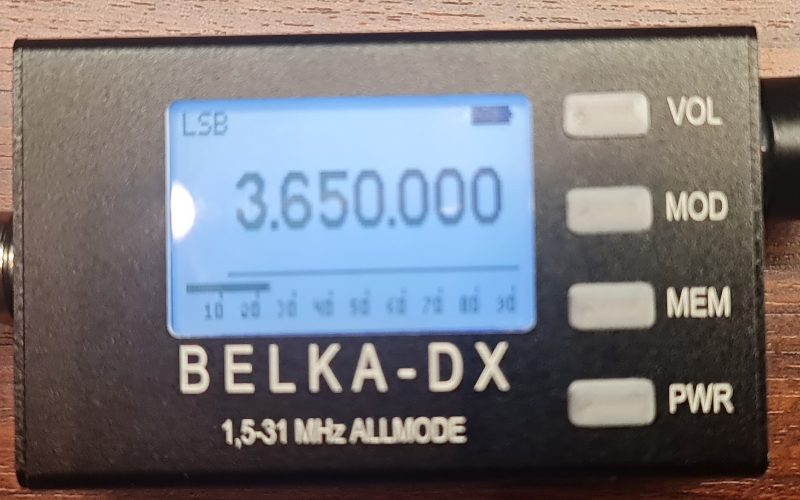 LSB
3.650.000
10 20 30 40 50 60 70 80 90
BELKA-DX
1,5-31 MHz ALLMODE
VOL
MOD
MEM
PWR